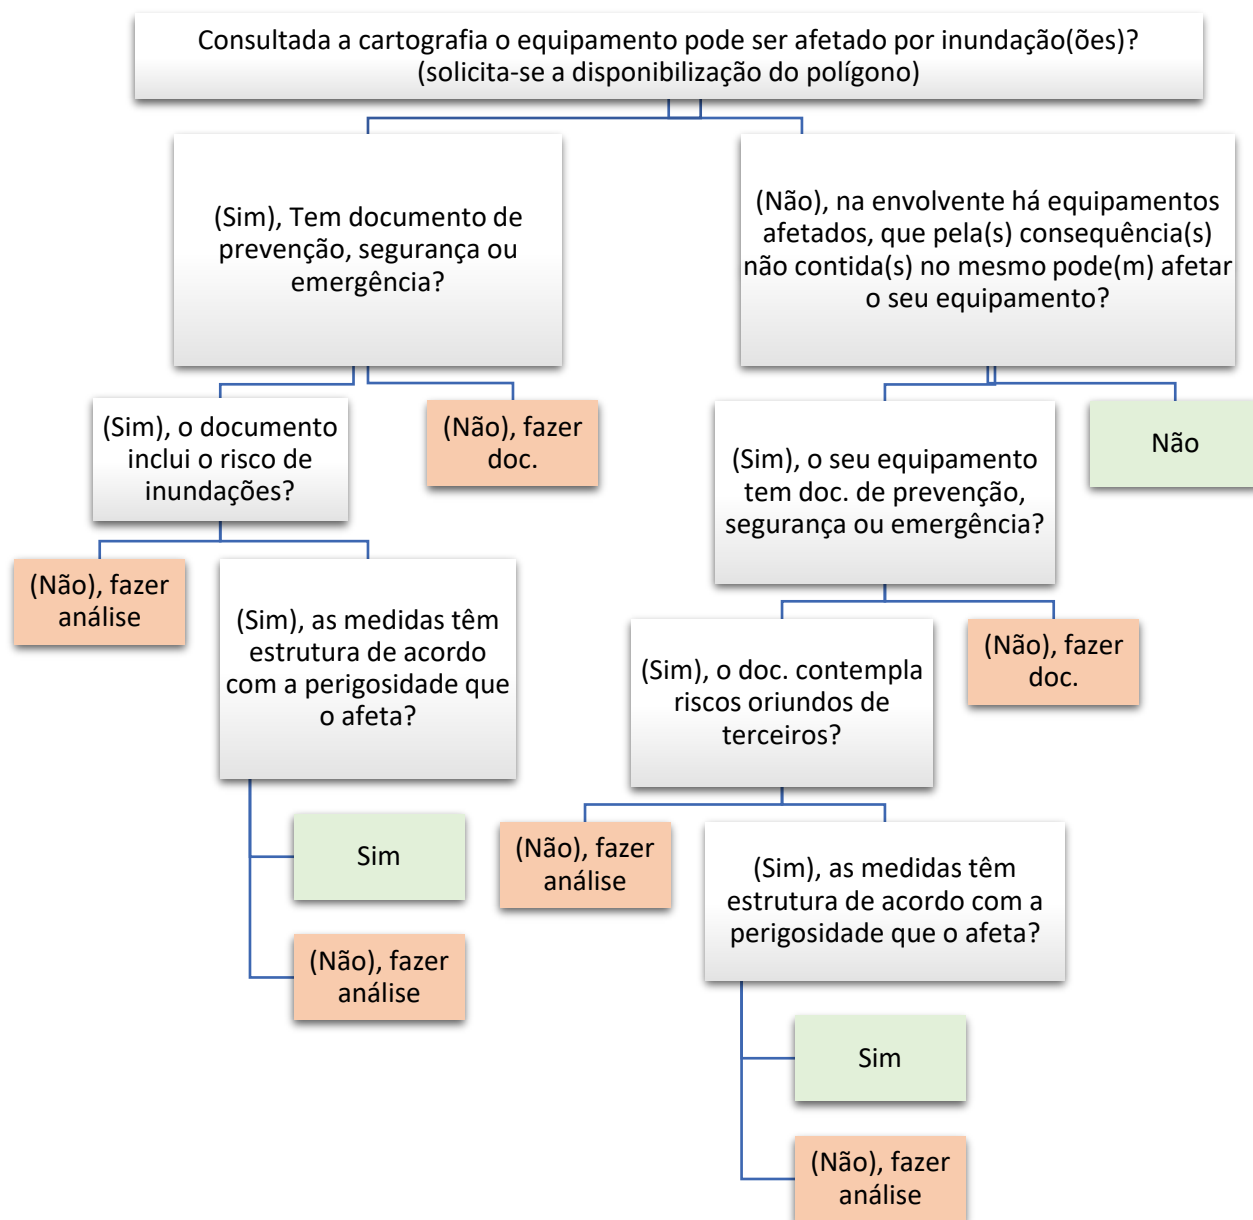 Consultada a cartografia o equipamento pode ser afetado por inundação(ões)?
(solicita-se a disponibilização do polígono)
(Sim), Tem documento de
prevenção, segurança ou
emergência?
(Não), na envolvente há equipamentos
afetados, que pela(s) consequência(s)
não contida(s) no mesmo pode(m) afetar
o seu equipamento?
(Sim), o documento
inclui o risco de
inundações?
(Não), fazer
doc.
(Sim), o seu equipamento
tem doc. de prevenção,
segurança ou emergência?
Não
(Não), fazer
análise
(Sim), as medidas têm
estrutura de acordo
com a perigosidade que
o afeta?
(Sim), o doc. contempla
riscos oriundos de
terceiros?
(Não), fazer
doc.
Sim
(Não), fazer
análise
(Não), fazer
análise
(Sim), as medidas têm
estrutura de acordo com a
perigosidade que o afeta?
Sim
(Não), fazer
análise